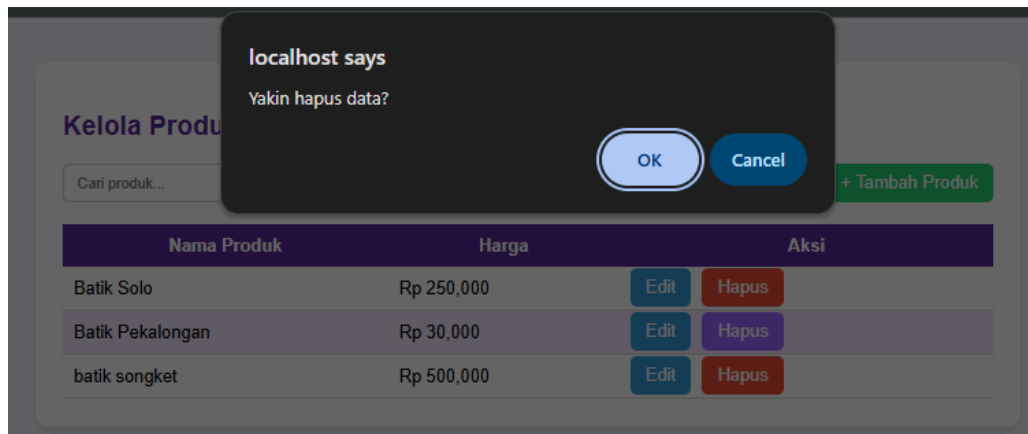 localhost says
Yakin hapus data?
OK Cancel
Kelola Produ
Cari produk...
+ Tambah Produk
Nama Produk Harga Aksi
Batik Solo Rp 250,000 Edit Hapus
Batik Pekalongan Rp 30,000 Edit Hapus
batik songket Rp 500,000 Edit Hapus